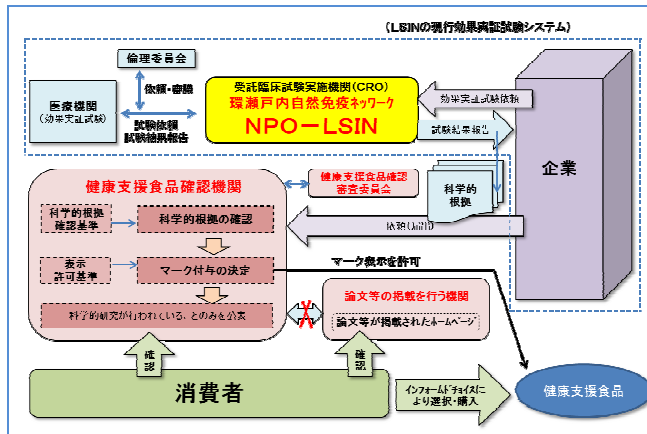 (LSINの現行効果実証試験システム)
倫理委員会
依頼・審議
医療機関
(効果実証試験)
試験依頼
試験結果報告
受託臨床試験実施機関(CRO)
環瀬戸内自然免疫ネットワーク
NPO－LSIN
効果実証試験依頼
試験結果報告
企業
健康支援食品確認機関
健康支援食品確認
審査委員会
科学的
根拠
科学的根拠
確認基準
科学的根拠の確認
依頼
表示
許可基準
マーク付与の決定
マーク表示を許可
科学的研究が行われている、とのみを公表
論文等の掲載を行う機関
論文等が掲載されたホームページ
確認
確認
消費者
インフォームドチョイスに
より選択・購入
健康支援食品